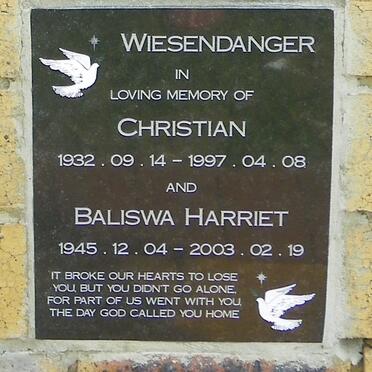 WIESENDANGER
IN
LOVING MEMORY OF
CHRISTIAN
1932 . 09 . 14 – 1997 . 04 . 08
AND
BALISWA HARRIET
1945 . 12 . 04 – 2003 . 02 . 19
IT BROKE OUR HEARTS TO LOSE
YOU, BUT YOU DIDN'T GO ALONE,
FOR PART OF US WENT WITH YOU,
THE DAY GOD CALLED YOU HOME